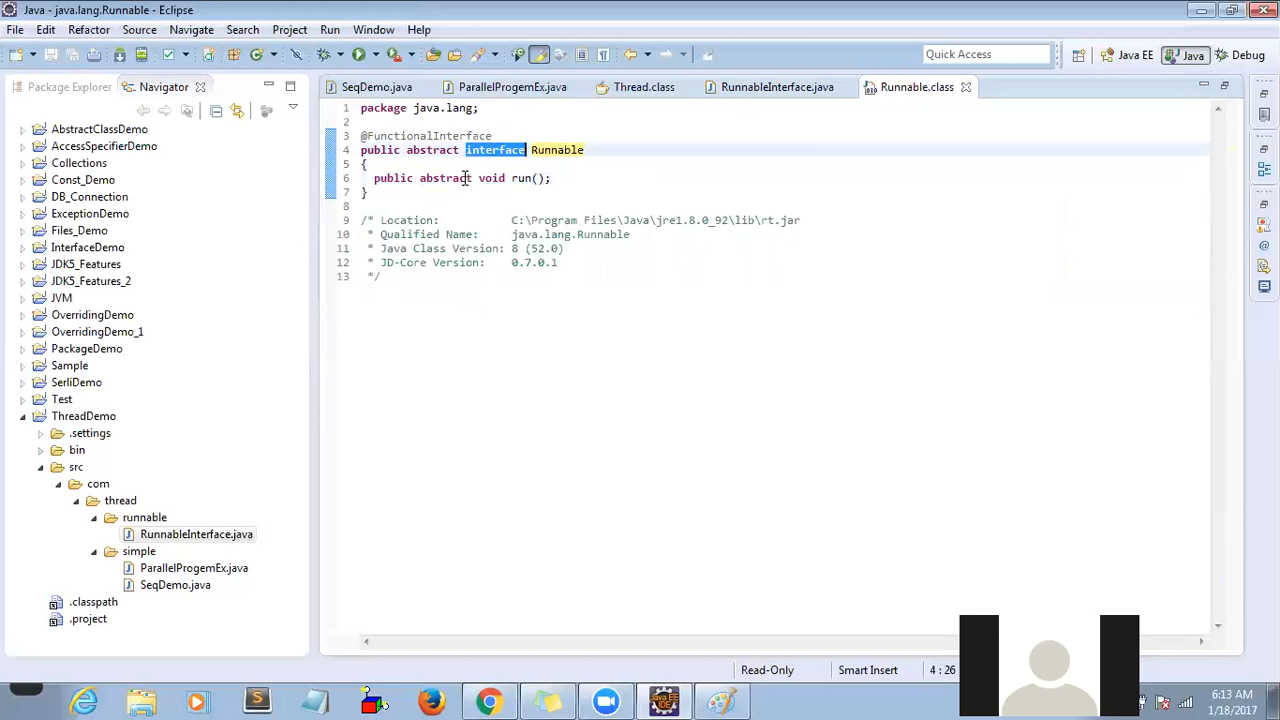 Java - java.lang.Runnable - Eclipse
File Edit Refactor Source Navigate Search Project Run Window Help
Quick Access
Java EE
Java
Debug
Package Explorer
Navigator
SeqDemo.java
ParallelProgemEx.java
Thread.class
RunnableInterface.java
Runnable.class
1 package java.lang;
2
3 @FunctionalInterface
4 public abstract interface Runnable
5 {
6 public abstract void run();
7 }
8
9 /* Location: C:\Program Files\Java\jre1.8.0_92\lib\rt.jar
10 * Qualified Name: java.lang.Runnable
11 * Java Class Version: 8 (52.0)
12 * JD-Core Version: 0.7.0.1
13 */
AbstractClassDemo
AccessSpecifierDemo
Collections
Const_Demo
DB_Connection
ExceptionDemo
Files_Demo
InterfaceDemo
JDK5_Features
JDK5_Features_2
JVM
OverridingDemo
OverridingDemo_1
PackageDemo
Sample
SerliDemo
Test
ThreadDemo
.settings
bin
src
com
thread
runnable
RunnableInterface.java
simple
ParallelProgemEx.java
SeqDemo.java
.classpath
.project
Read-Only
Smart Insert
4 : 26
6:13 AM
1/18/2017